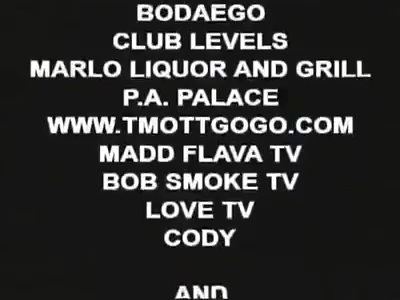 BODAEGO
CLUB LEVELS
MARLO LIQUOR AND GRILL
P.A. PALACE
WWW.TMOTTGOGO.COM
MADD FLAVA TV
BOB SMOKE TV
LOVE TV
CODY
AND